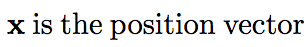 x is the position vector